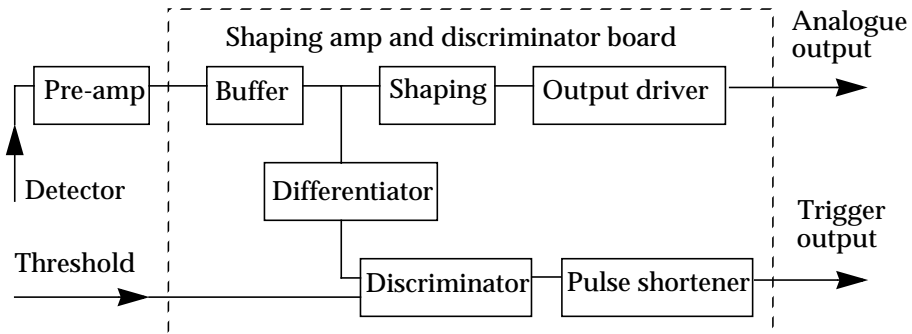 Analogue
output
Shaping amp and discriminator board
Pre-amp
Buffer
Shaping
Output driver
Detector
Differentiator
Trigger
output
Threshold
Discriminator
Pulse shortener